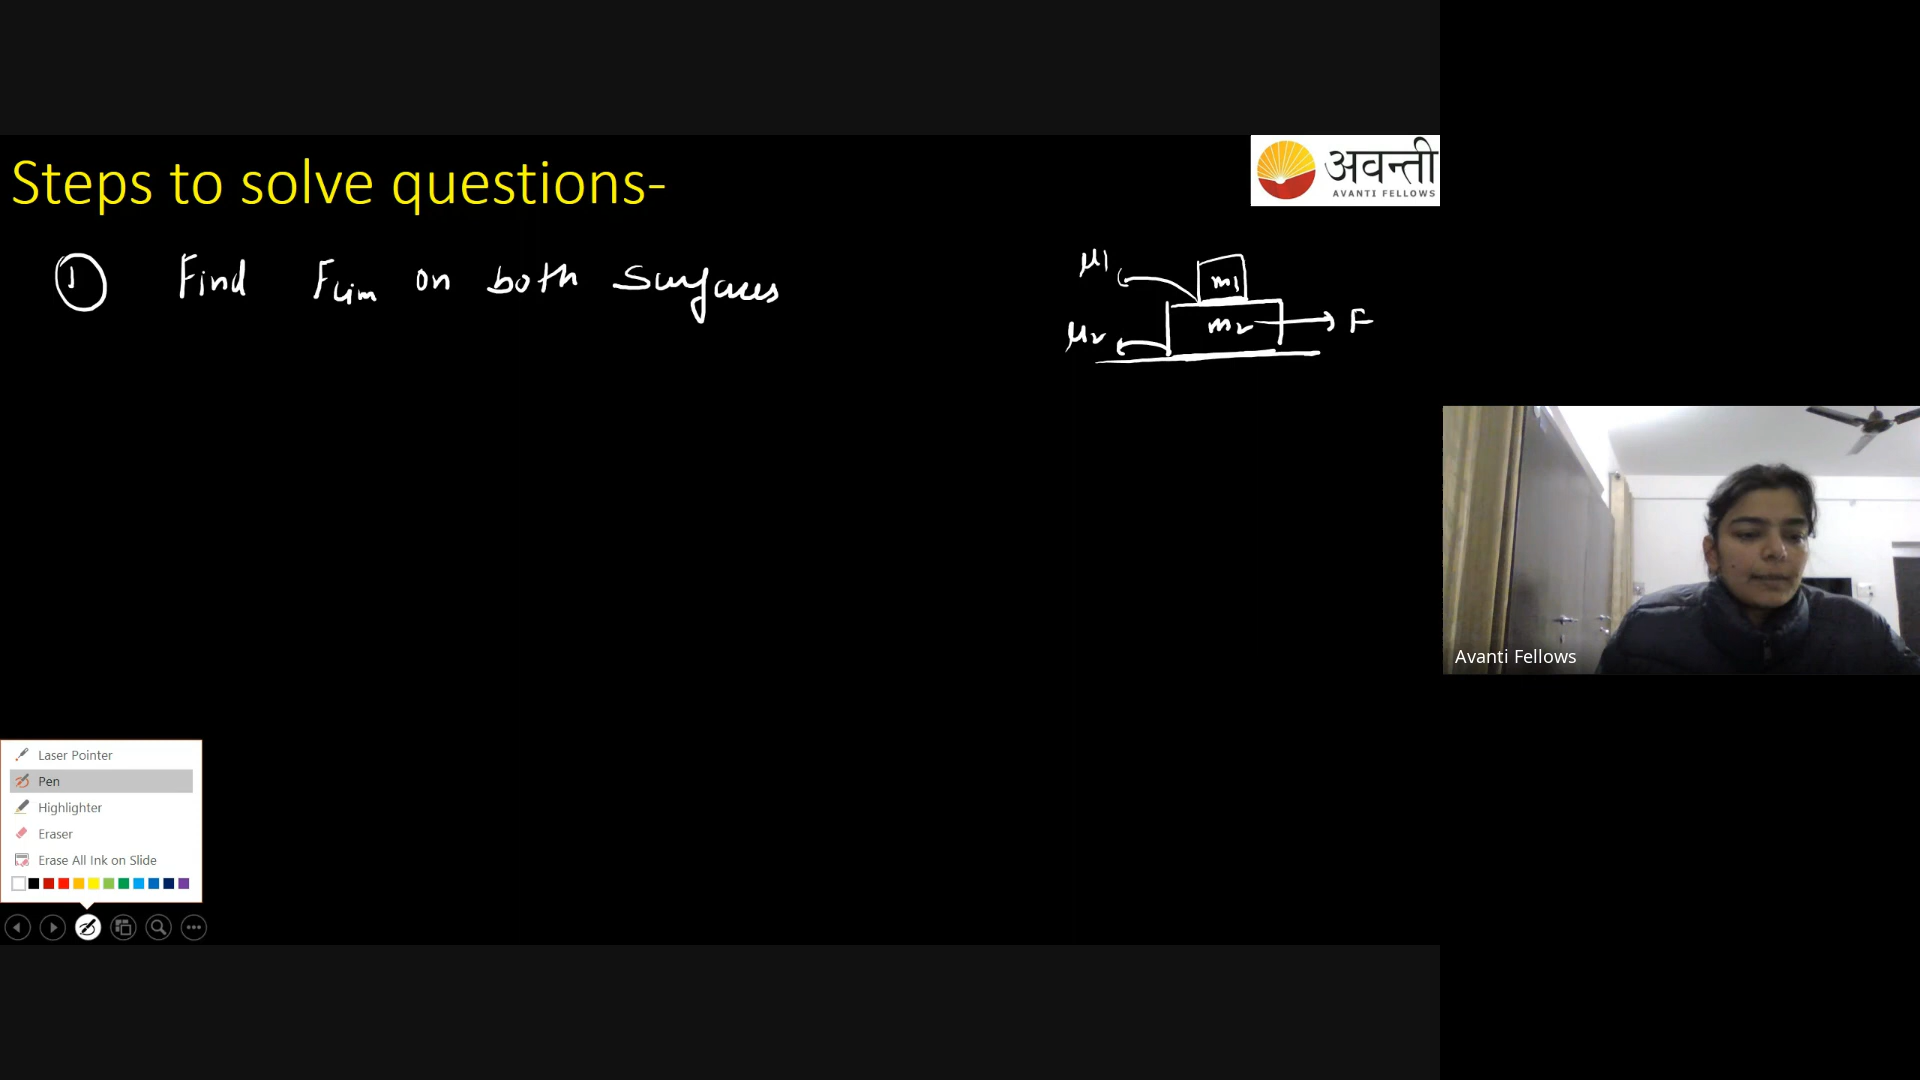 Steps to solve questions-
अवन्ती
AVANTI FELLOWS
① Find FLim on both surfaces
μ1
m1
m2
F
μ2
Avanti Fellows
Laser Pointer
Pen
Highlighter
Eraser
Erase All Ink on Slide